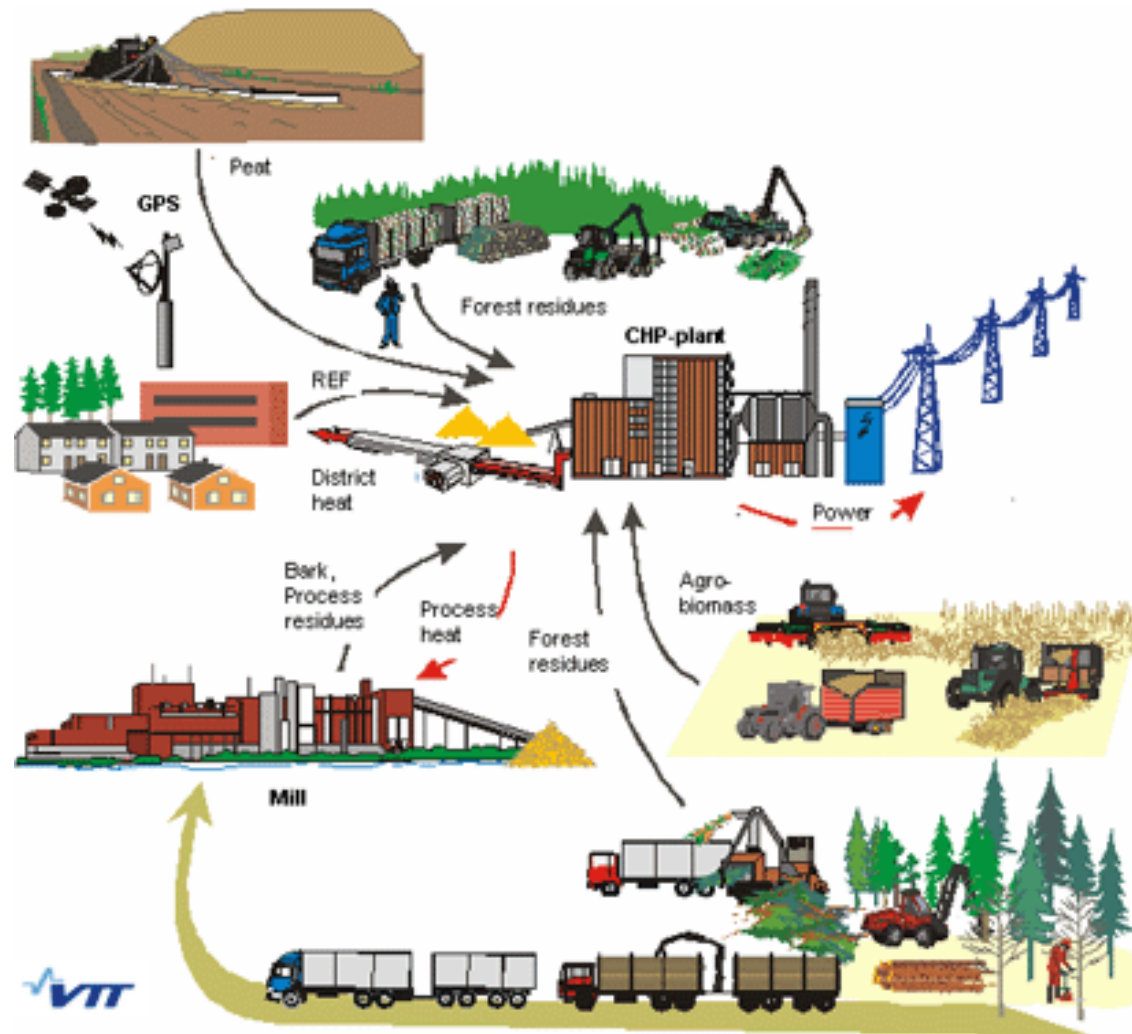 Peat
GPS
Forest residues
CHP-plant
REF
District
heat
Power
Bark,
Process
residues
Process
heat
Forest
residues
Agro-
biomass
Mill
VTT